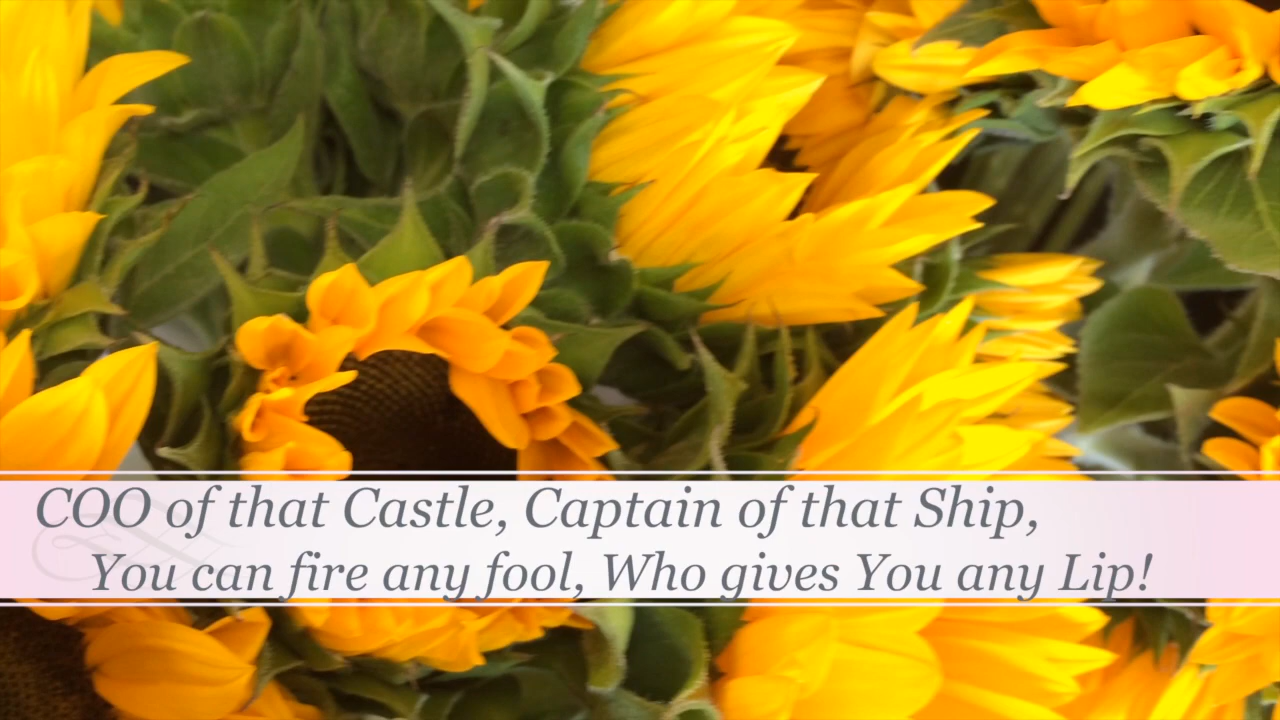 COO of that Castle, Captain of that Ship,
You can fire any fool, Who gives You any Lip!